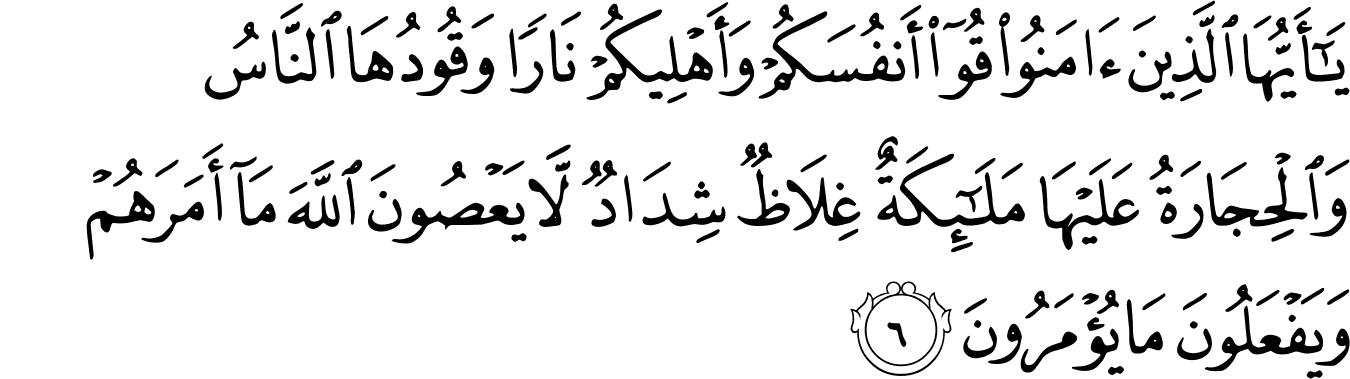 يَـٰٓأَيُّهَا ٱلَّذِينَ ءَامَنُوا۟ قُوٓا۟ أَنفُسَكُمْ وَأَهْلِيكُمْ نَارًا وَقُودُهَا ٱلنَّاسُ
وَٱلْحِجَارَةُ عَلَيْهَا مَلَـٰٓئِكَةٌ غِلَاظٌ شِدَادٌ لَّا يَعْصُونَ ٱللَّهَ مَآ أَمَرَهُمْ
وَيَفْعَلُونَ مَا يُؤْمَرُونَ ٦